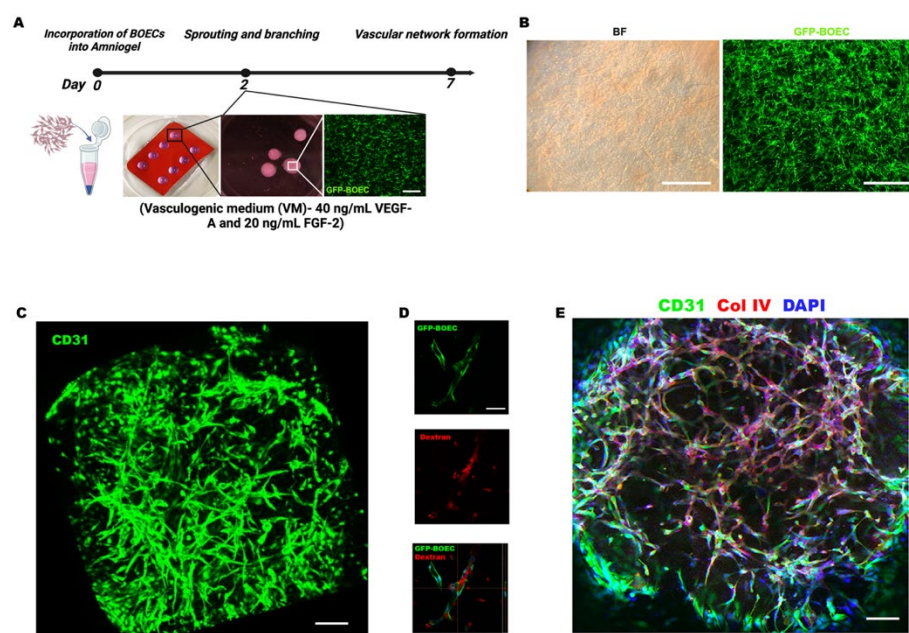 A
Incorporation of BOECs
into Amniogel
Sprouting and branching
Vascular network formation
Day 0
2
7
GFP-BOEC
(Vasculogenic medium (VM)- 40 ng/mL VEGF-
A and 20 ng/mL FGF-2)
B
BF
GFP-BOEC
C
CD31
D
GFP-BOEC
Dextran
GFP-BOEC
Dextran
E
CD31 Col IV DAPI